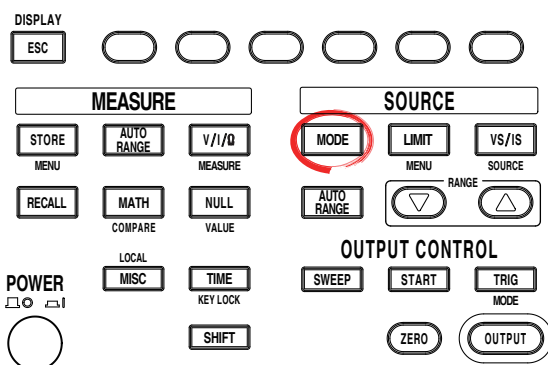 DISPLAY
ESC
MEASURE
SOURCE
STORE
AUTO
RANGE
V/I/Ω
MODE
LIMIT
VS/IS
MENU
MEASURE
MENU
SOURCE
RECALL
MATH
NULL
AUTO
RANGE
RANGE
COMPARE
VALUE
OUTPUT CONTROL
LOCAL
POWER
MISC
TIME
SWEEP
START
TRIG
KEY LOCK
MODE
SHIFT
ZERO
OUTPUT